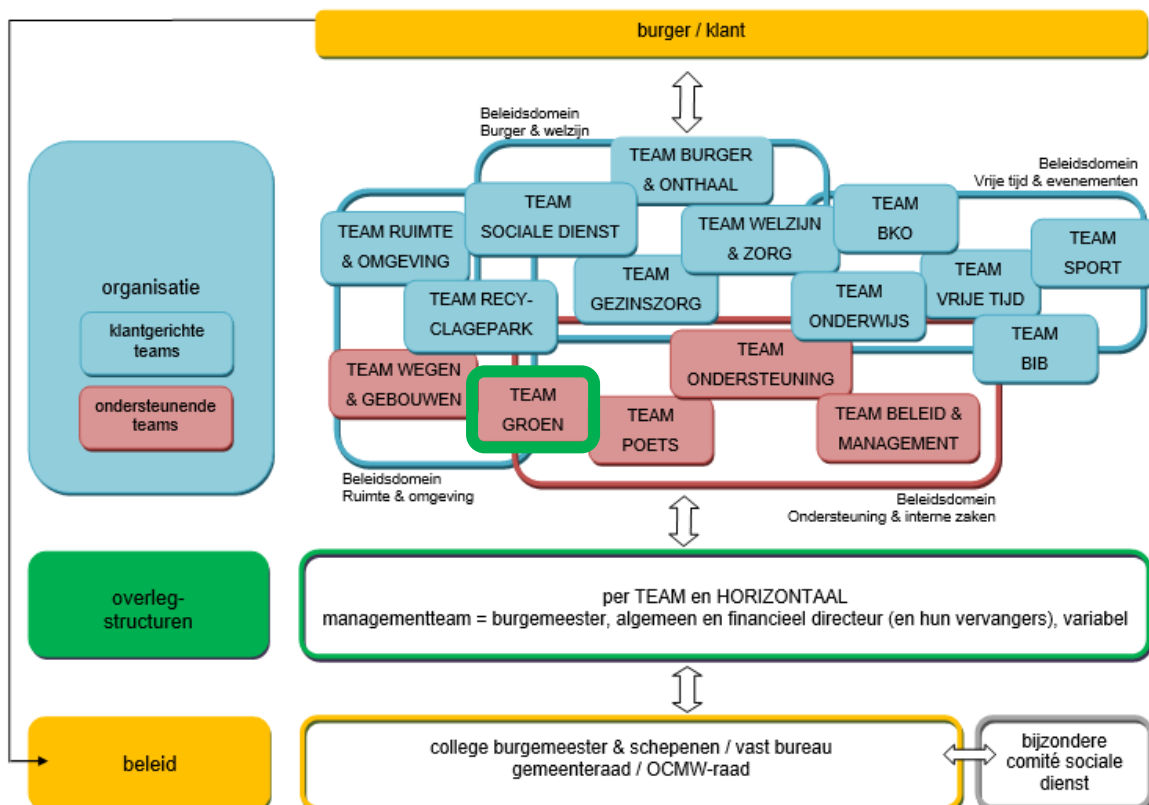 burger / klant
Beleidsdomein
Burger & welzijn
TEAM BURGER
& ONTHAAL
Beleidsdomein
Vrije tijd & evenementen
TEAM
SOCIALE DIENST
TEAM WELZIJN
& ZORG
TEAM
BKO
TEAM RUIMTE
& OMGEVING
TEAM
SPORT
TEAM
GEZINSZORG
TEAM
VRIJE TIJD
organisatie
TEAM RECY-
CLAGEPARK
TEAM
ONDERWIJS
klantgerichte
teams
TEAM
BIB
TEAM WEGEN
& GEBOUWEN
TEAM
ONDERSTEUNING
ondersteunende
teams
TEAM
GROEN
TEAM
POETS
TEAM BELEID &
MANAGEMENT
Beleidsdomein
Ruimte & omgeving
Beleidsdomein
Ondersteuning & interne zaken
overleg-
structuren
per TEAM en HORIZONTAAL
managementteam = burgemeester, algemeen en financieel directeur (en hun vervangers), variabel
beleid
college burgemeester & schepenen / vast bureau
gemeenteraad / OCMW-raad
bijzondere
comité sociale
dienst